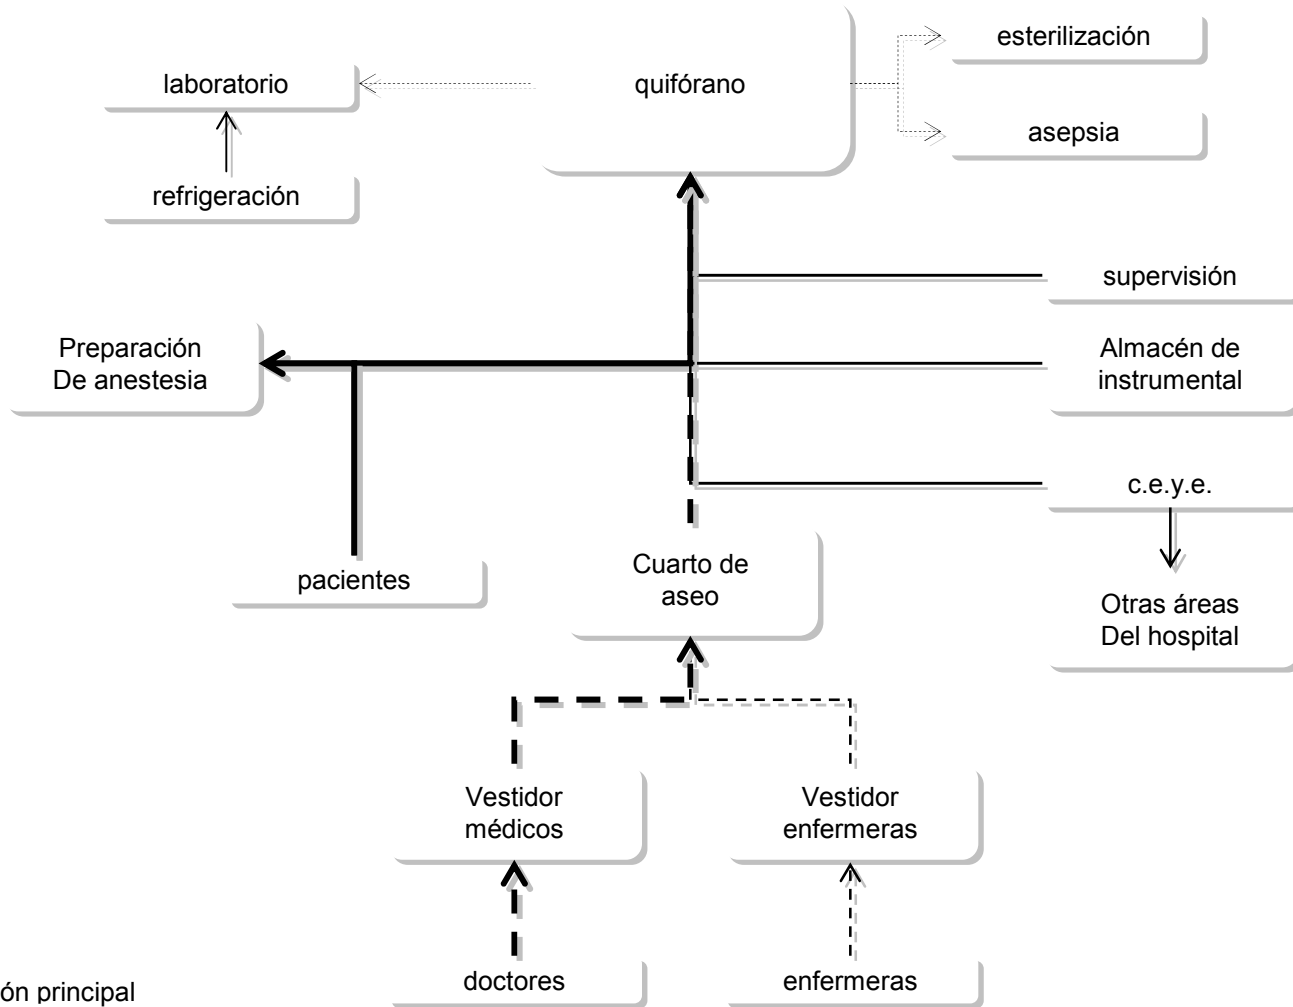 esterilización
laboratorio
quifórano
asepsia
refrigeración
supervisión
Preparación
De anestesia
Almacén de
instrumental
c.e.y.e.
pacientes
Cuarto de
aseo
Otras áreas
Del hospital
Vestidor
médicos
Vestidor
enfermeras
doctores
enfermeras
ón principal